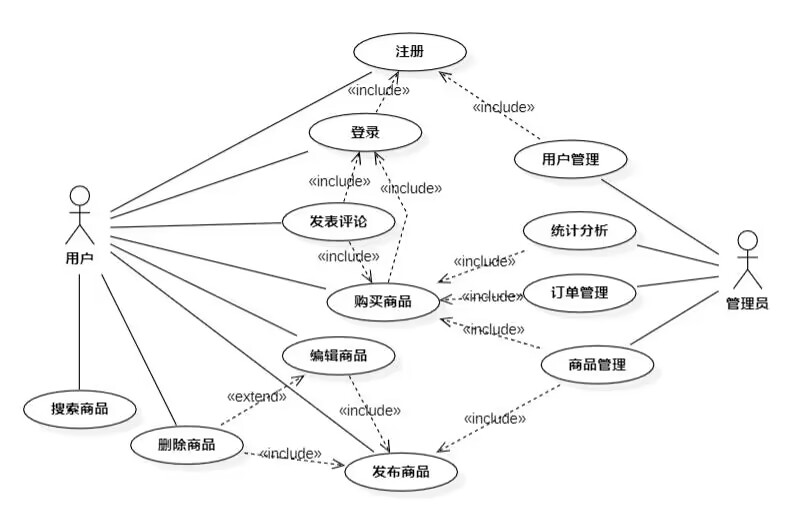 注册
«include»
«include»
登录
用户管理
«include»
«include»
发表评论
统计分析
用户
«include»
«include»
管理员
购买商品
«include»
订单管理
«include»
编辑商品
商品管理
«extend»
搜索商品
«include»
«include»
删除商品
«include»
发布商品